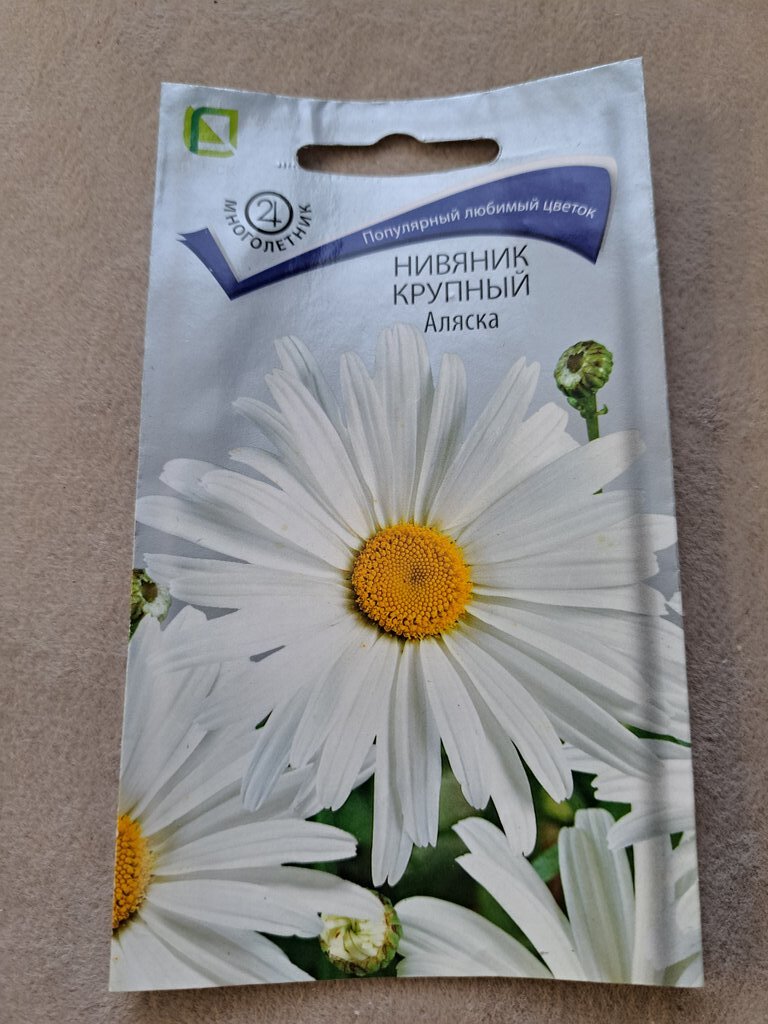 МНОГОЛЕТНИК
Популярный любимый цветок
НИВЯНИК
КРУПНЫЙ
Аляска